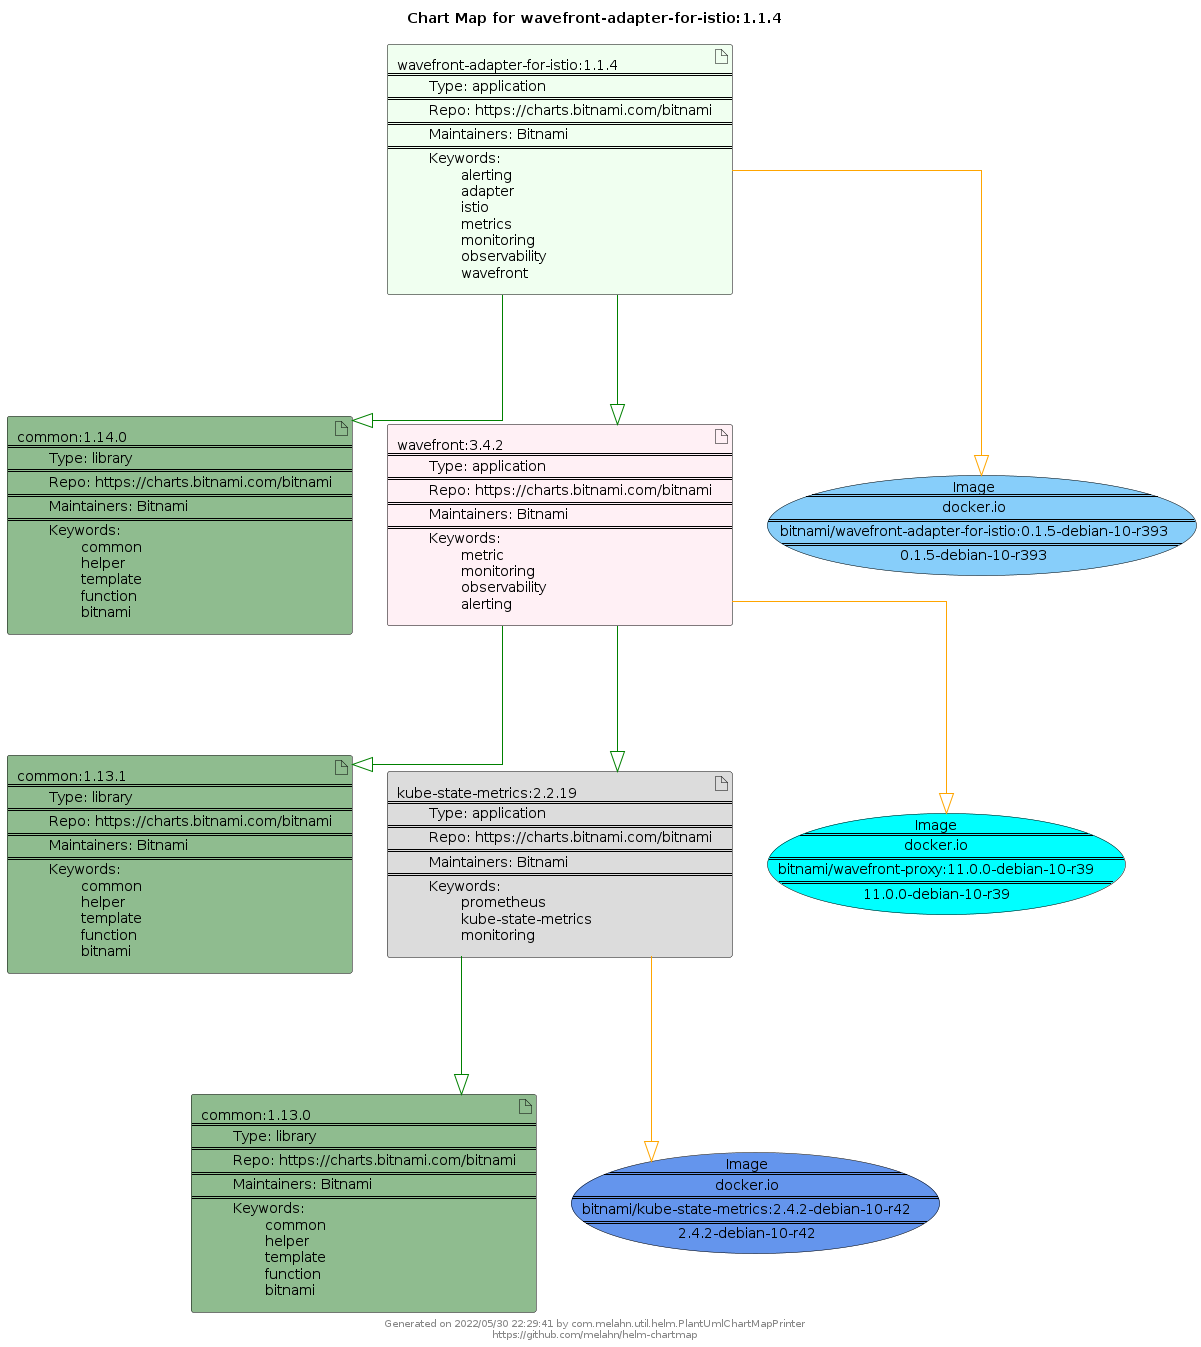 Chart Map for wavefront-adapter-for-istio:1.1.4
wavefront-adapter-for-istio:1.1.4
Type: application
Repo: https://charts.bitnami.com/bitnami
Maintainers: Bitnami
Keywords:
alerting
adapter
istio
metrics
monitoring
observability
wavefront
common:1.14.0
Type: library
Repo: https://charts.bitnami.com/bitnami
Maintainers: Bitnami
Keywords:
common
helper
template
function
bitnami
wavefront:3.4.2
Type: application
Repo: https://charts.bitnami.com/bitnami
Maintainers: Bitnami
Keywords:
metric
monitoring
observability
alerting
Image
docker.io
bitnami/wavefront-adapter-for-istio:0.1.5-debian-10-r393
0.1.5-debian-10-r393
common:1.13.1
Type: library
Repo: https://charts.bitnami.com/bitnami
Maintainers: Bitnami
Keywords:
common
helper
template
function
bitnami
kube-state-metrics:2.2.19
Type: application
Repo: https://charts.bitnami.com/bitnami
Maintainers: Bitnami
Keywords:
prometheus
kube-state-metrics
monitoring
Image
docker.io
bitnami/wavefront-proxy:11.0.0-debian-10-r39
11.0.0-debian-10-r39
common:1.13.0
Type: library
Repo: https://charts.bitnami.com/bitnami
Maintainers: Bitnami
Keywords:
common
helper
template
function
bitnami
Image
docker.io
bitnami/kube-state-metrics:2.4.2-debian-10-r42
2.4.2-debian-10-r42
Generated on 2022/05/30 22:29:41 by com.melahn.util.helm.PlantUmlChartMapPrinter
https://github.com/melahn/helm-chartmap